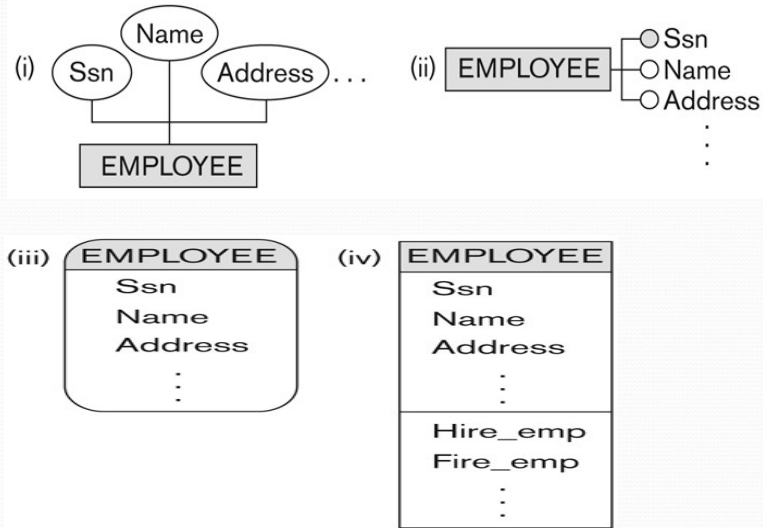 (i)
Name
Ssn
Address
...
EMPLOYEE
(ii)
EMPLOYEE
Ssn
Name
Address
.
.
.
(iii)
EMPLOYEE
Ssn
Name
Address
.
.
.
(iv)
EMPLOYEE
Ssn
Name
Address
.
.
.
Hire_emp
Fire_emp
.
.
.